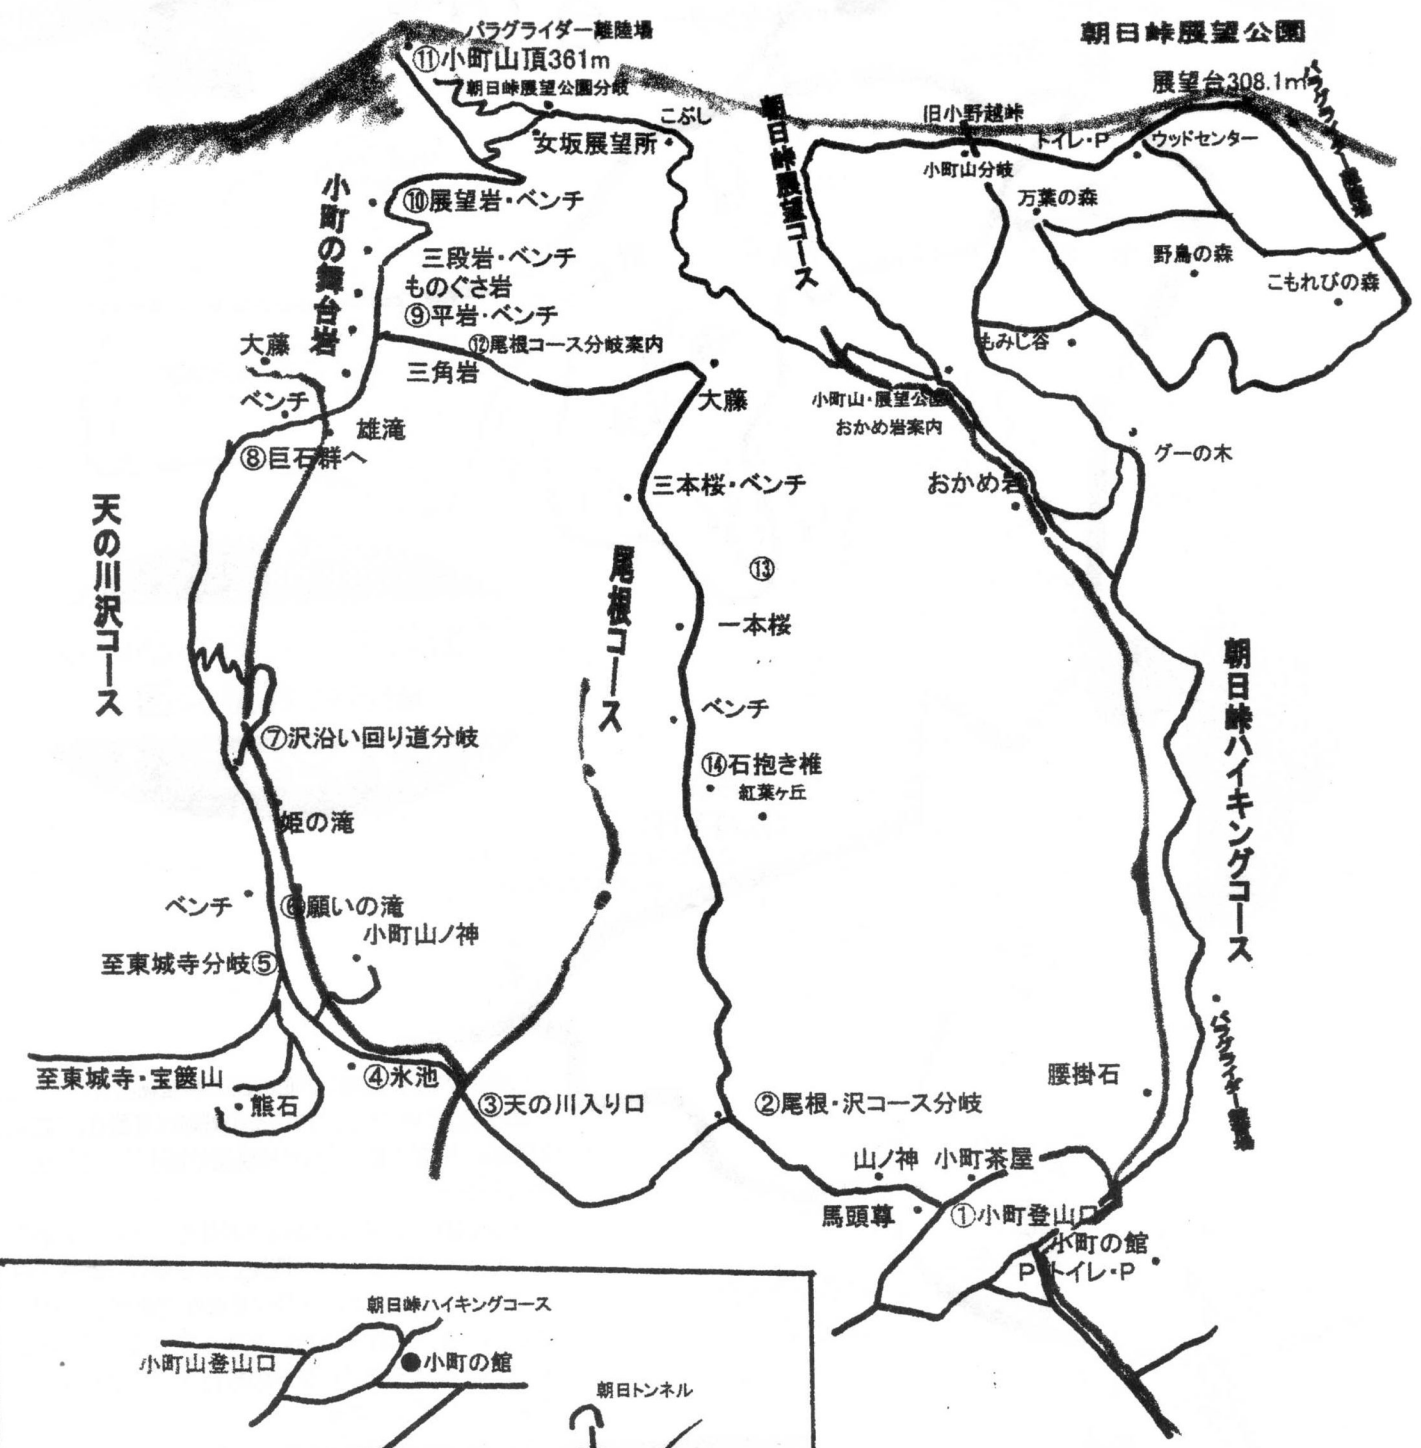 パラグライダー離陸場
⑪小町山頂361m
朝日峠展望公園分岐
こぶし
女坂展望所
朝日峠展望公園
展望台308.1m
旧小野越峠
トイレ・P
ウッドセンター
小町山分岐
万葉の森
野鳥の森
こもれびの森
もみじ谷
朝日峠展望コース
小町の舞台岩
⑩展望岩・ベンチ
三段岩・ベンチ
ものぐさ岩
⑨平岩・ベンチ
⑫尾根コース分岐案内
三角岩
大藤
ベンチ
雄滝
⑧巨石群へ
大藤
小町山・展望公園
おかめ岩案内
グーの木
おかめ岩
三本桜・ベンチ
天の川沢コース
尾根コース
⑬
一本桜
ベンチ
⑭石抱き椎
紅葉ヶ丘
朝日峠ハイキングコース
⑦沢沿い回り道分岐
姫の滝
ベンチ
⑥願いの滝
小町山ノ神
至東城寺分岐⑤
至東城寺・宝篋山
熊石
④氷池
③天の川入り口
②尾根・沢コース分岐
腰掛石
山ノ神
小町茶屋
馬頭尊
①小町登山口
小町の館
P トイレ・P
朝日峠ハイキングコース
小町山登山口
●小町の館
朝日トンネル